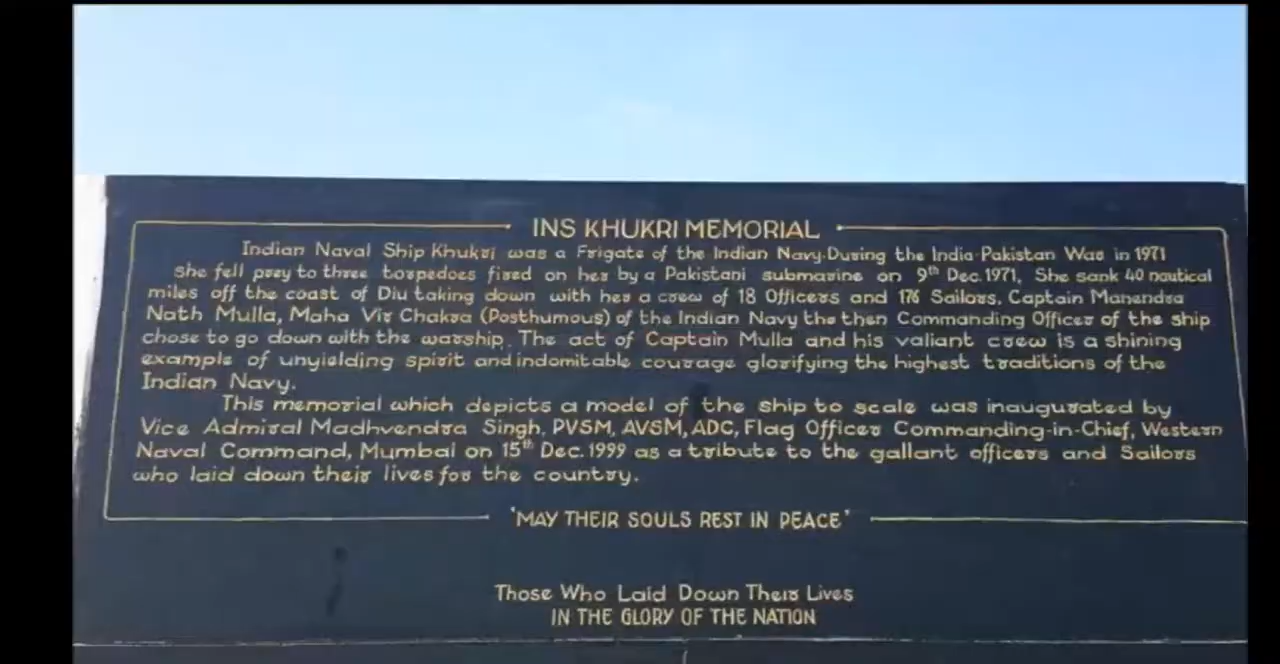 INS KHUKRI MEMORIAL
Indian Naval Ship Khukri was a Frigate of the Indian Navy.During the India-Pakistan War in 1971
she fell prey to three torpedoes fired on her by a Pakistani submarine on 9th Dec.1971. She sank 40 nautical
miles off the coast of Diu taking down with her a crew of 18 Officers and 176 Sailors. Captain Mahendra
Nath Mulla, Maha Vir Chakra (Posthumous) of the Indian Navy the then Commanding Officer of the ship
chose to go down with the warship. The act of Captain Mulla and his valiant crew is a shining
example of unyielding spirit and indomitable courage glorifying the highest traditions of the
Indian Navy.
This memorial which depicts a model of the ship to scale was inaugurated by
Vice Admiral Madhvendra Singh, PVSM, AVSM, ADC, Flag Officer Commanding-in-Chief, Western
Naval Command, Mumbai on 15th Dec. 1999 as a tribute to the gallant officers and Sailors
who laid down their lives for the country.
'MAY THEIR SOULS REST IN PEACE'
Those Who Laid Down Their Lives
IN THE GLORY OF THE NATION